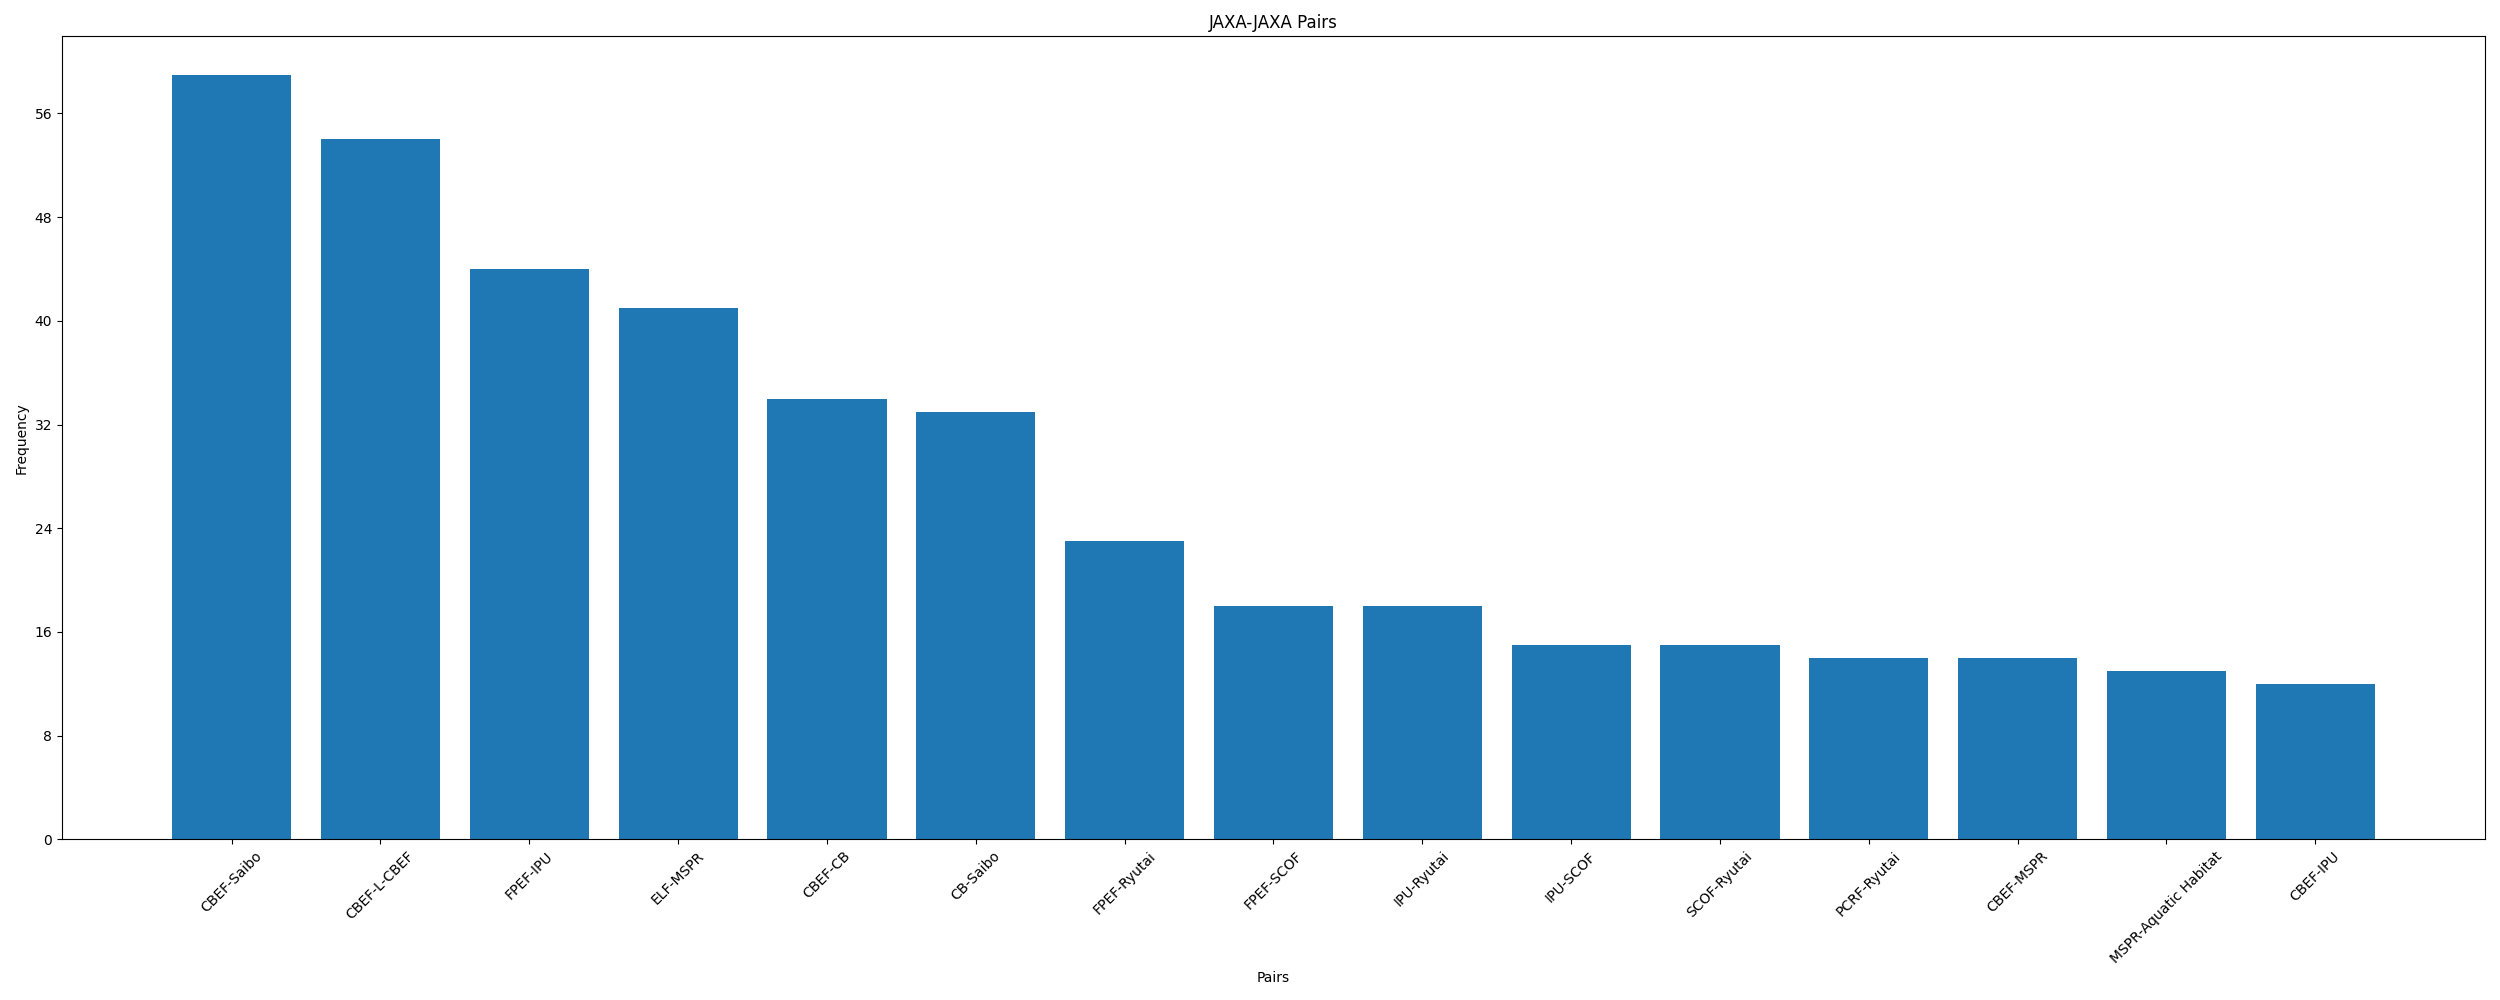 JAXA-JAXA Pairs
Frequency
56
48
40
32
24
16
8
0
CBEF-Saibo
CBEF-L-CBEF
FPEF-IPU
ELF-MSPR
CBEF-CB
CB-Saibo
FPEF-Ryutai
FPEF-SCOF
IPU-Ryutai
IPU-SCOF
SCOF-Ryutai
PCRF-Ryutai
CBEF-MSPR
MSPR-Aquatic Habitat
CBEF-IPU
Pairs